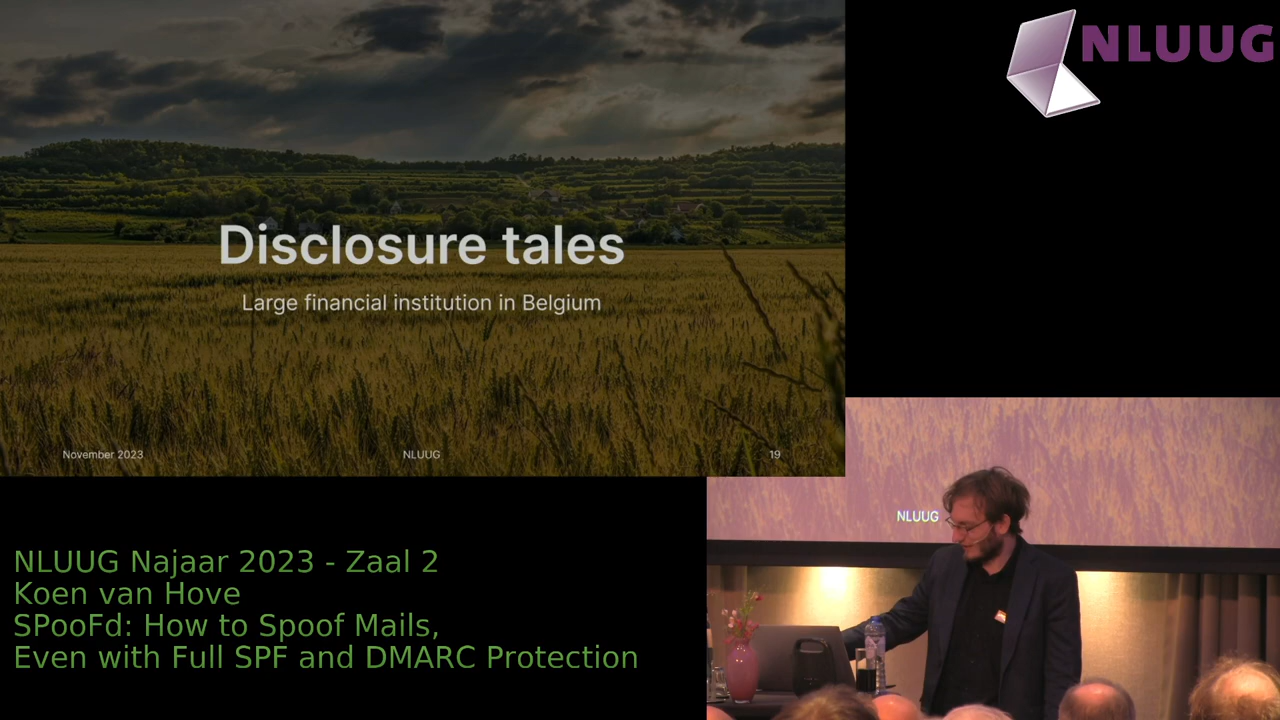 NLUUG
Disclosure tales
Large financial institution in Belgium
November 2023 NLUUG 19
NLUUG
NLUUG Najaar 2023 - Zaal 2
Koen van Hove
SPooFd: How to Spoof Mails,
Even with Full SPF and DMARC Protection